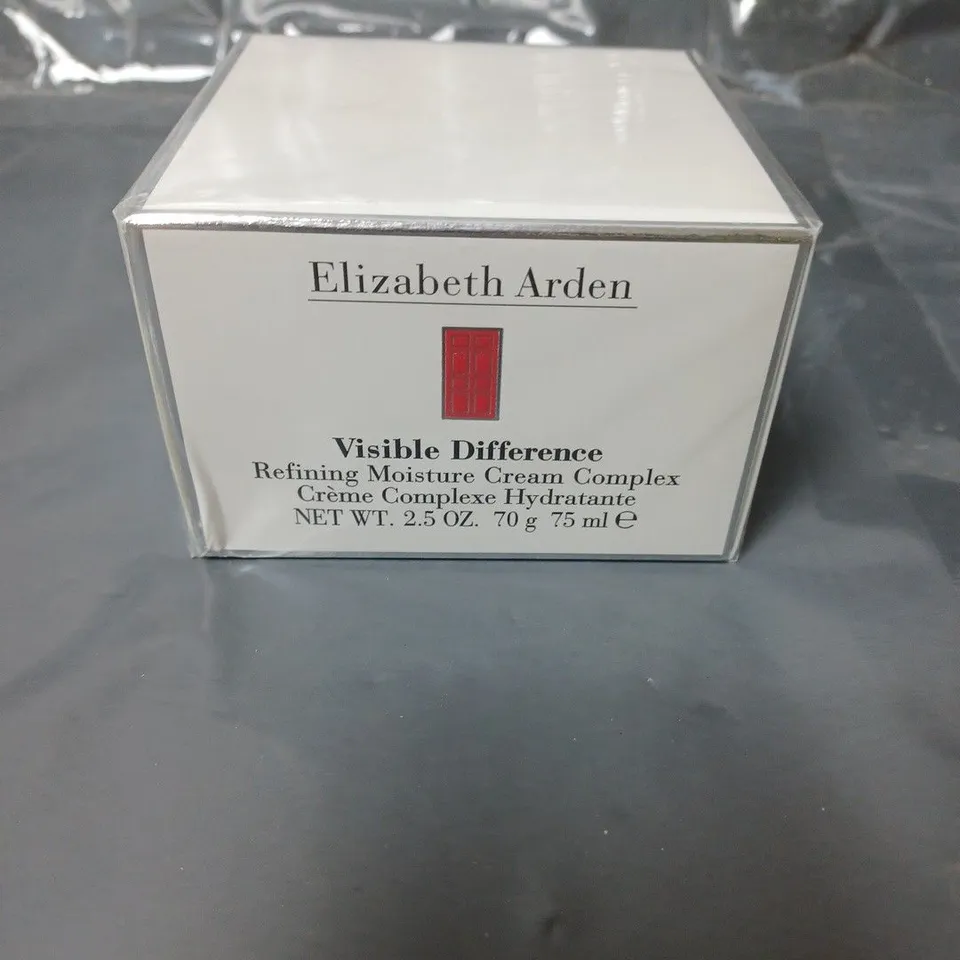 Elizabeth Arden
Visible Difference
Refining Moisture Cream Complex
Crème Complexe Hydratante
NET WT. 2.5 OZ. 70 g 75 ml ℮